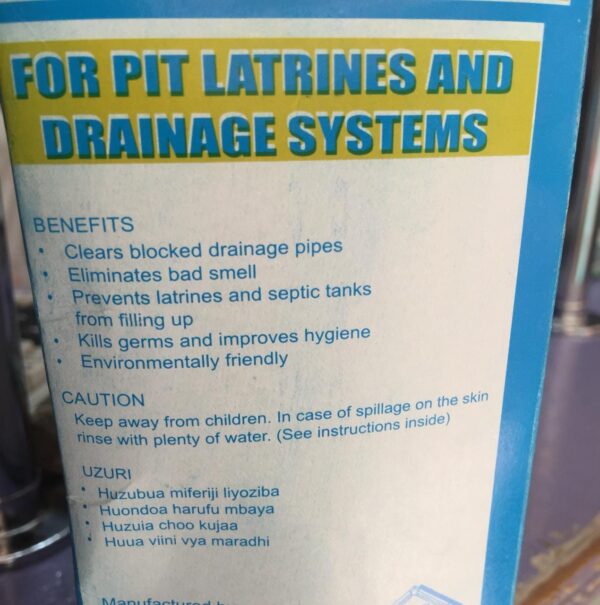 FOR PIT LATRINES AND
DRAINAGE SYSTEMS
BENEFITS
• Clears blocked drainage pipes
• Eliminates bad smell
• Prevents latrines and septic tanks
from filling up
• Kills germs and improves hygiene
• Environmentally friendly
CAUTION
Keep away from children. In case of spillage on the skin
rinse with plenty of water. (See instructions inside)
UZURI
• Huzubua miferiji liyoziba
• Huondoa harufu mbaya
• Huzuia choo kujaa
• Huua viini vya maradhi
Manufactured